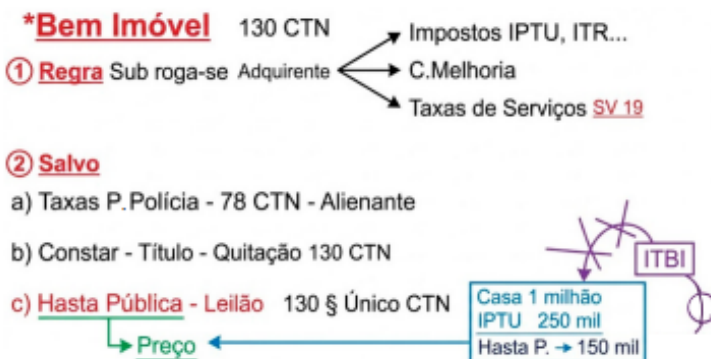 *Bem Imóvel 130 CTN
Impostos IPTU, ITR...
① Regra Sub roga-se Adquirente
C.Melhoria
Taxas de Serviços SV 19
② Salvo
a) Taxas P.Polícia - 78 CTN - Alienante
b) Constar - Título - Quitação 130 CTN
ITBI
c) Hasta Pública - Leilão 130 § Único CTN
Casa 1 milhão
IPTU 250 mil
Hasta P. → 150 mil
Preço